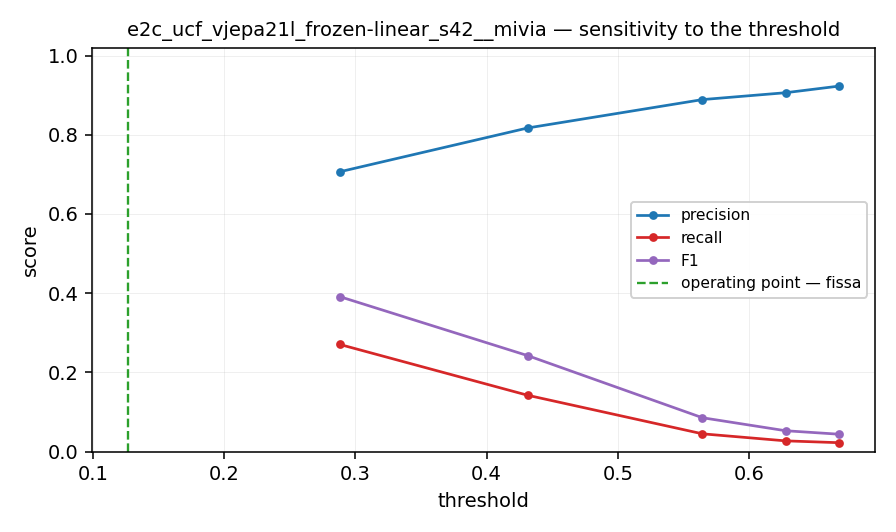 e2c_ucf_vjepa21l_frozen-linear_s42__mivia — sensitivity to the threshold
1.0
0.8
0.6
0.4
0.2
0.0
score
0.1
0.2
0.3
0.4
0.5
0.6
threshold
precision
recall
F1
operating point — fissa